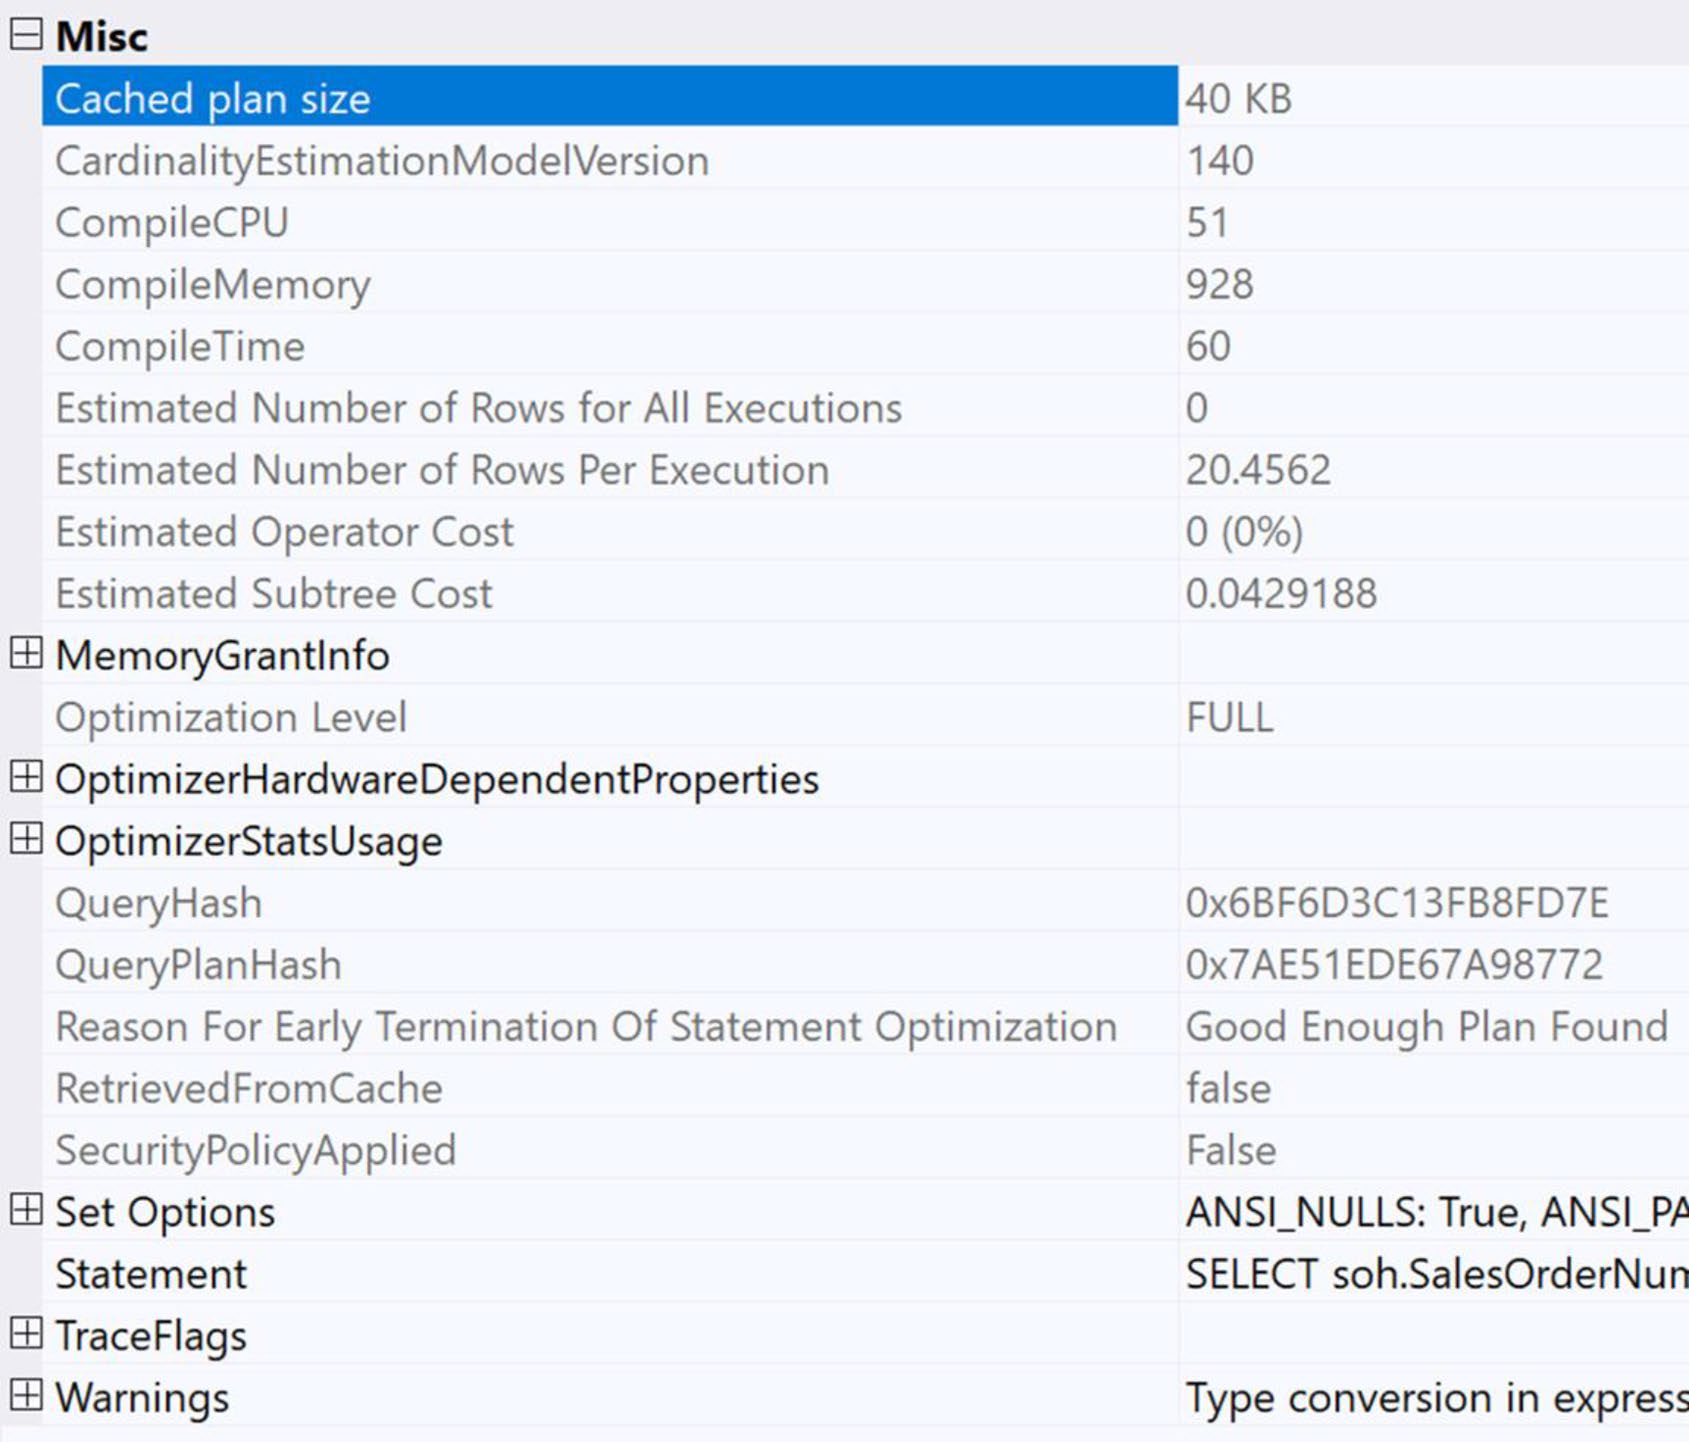 Misc
Cached plan size 40 KB
CardinalityEstimationModelVersion 140
CompileCPU 51
CompileMemory 928
CompileTime 60
Estimated Number of Rows for All Executions 0
Estimated Number of Rows Per Execution 20.4562
Estimated Operator Cost 0 (0%)
Estimated Subtree Cost 0.0429188
MemoryGrantInfo
Optimization Level FULL
OptimizerHardwareDependentProperties
OptimizerStatsUsage
QueryHash 0x6BF6D3C13FB8FD7E
QueryPlanHash 0x7AE51EDE67A98772
Reason For Early Termination Of Statement Optimization Good Enough Plan Found
RetrievedFromCache false
SecurityPolicyApplied False
Set Options ANSI_NULLS: True, ANSI_PA
Statement SELECT soh.SalesOrderNum
TraceFlags
Warnings Type conversion in express